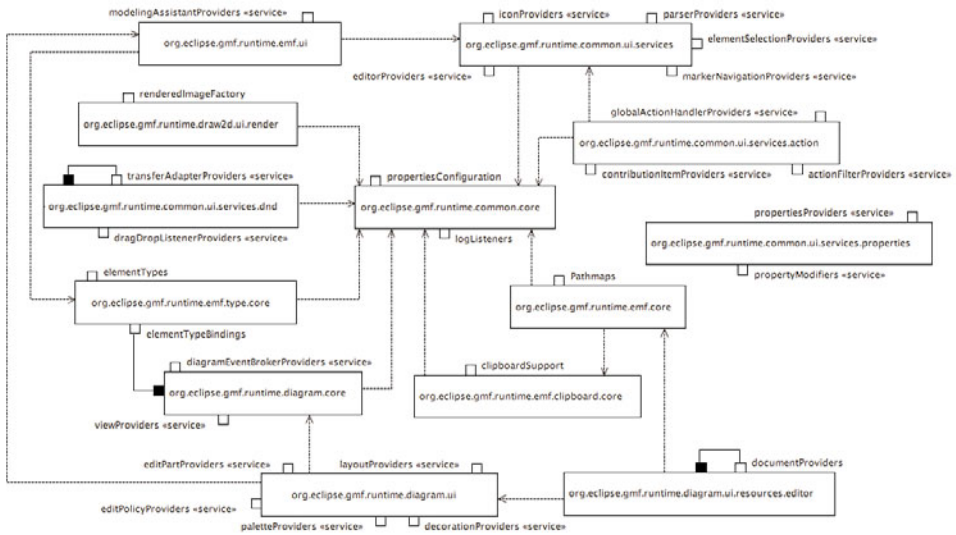 modelingAssistantProviders «service»
org.eclipse.gmf.runtime.emf.ui
iconProviders «service»
parserProviders «service»
org.eclipse.gmf.runtime.common.ui.services
elementSelectionProviders «service»
editorProviders «service»
markerNavigationProviders «service»
renderedImageFactory
org.eclipse.gmf.runtime.draw2d.ui.render
globalActionHandlerProviders «service»
org.eclipse.gmf.runtime.common.ui.services.action
contributionItemProviders «service»
actionFilterProviders «service»
transferAdapterProviders «service»
org.eclipse.gmf.runtime.common.ui.services.dnd
dragDropListenerProviders «service»
propertiesConfiguration
org.eclipse.gmf.runtime.common.core
logListeners
propertiesProviders «service»
org.eclipse.gmf.runtime.common.ui.services.properties
propertyModifiers «service»
elementTypes
org.eclipse.gmf.runtime.emf.type.core
elementTypeBindings
Pathmaps
org.eclipse.gmf.runtime.emf.core
diagramEventBrokerProviders «service»
org.eclipse.gmf.runtime.diagram.core
viewProviders «service»
clipboardSupport
org.eclipse.gmf.runtime.emf.clipboard.core
editPartProviders «service»
layoutProviders «service»
org.eclipse.gmf.runtime.diagram.ui
editPolicyProviders «service»
paletteProviders «service»
decorationProviders «service»
documentProviders
org.eclipse.gmf.runtime.diagram.ui.resources.editor